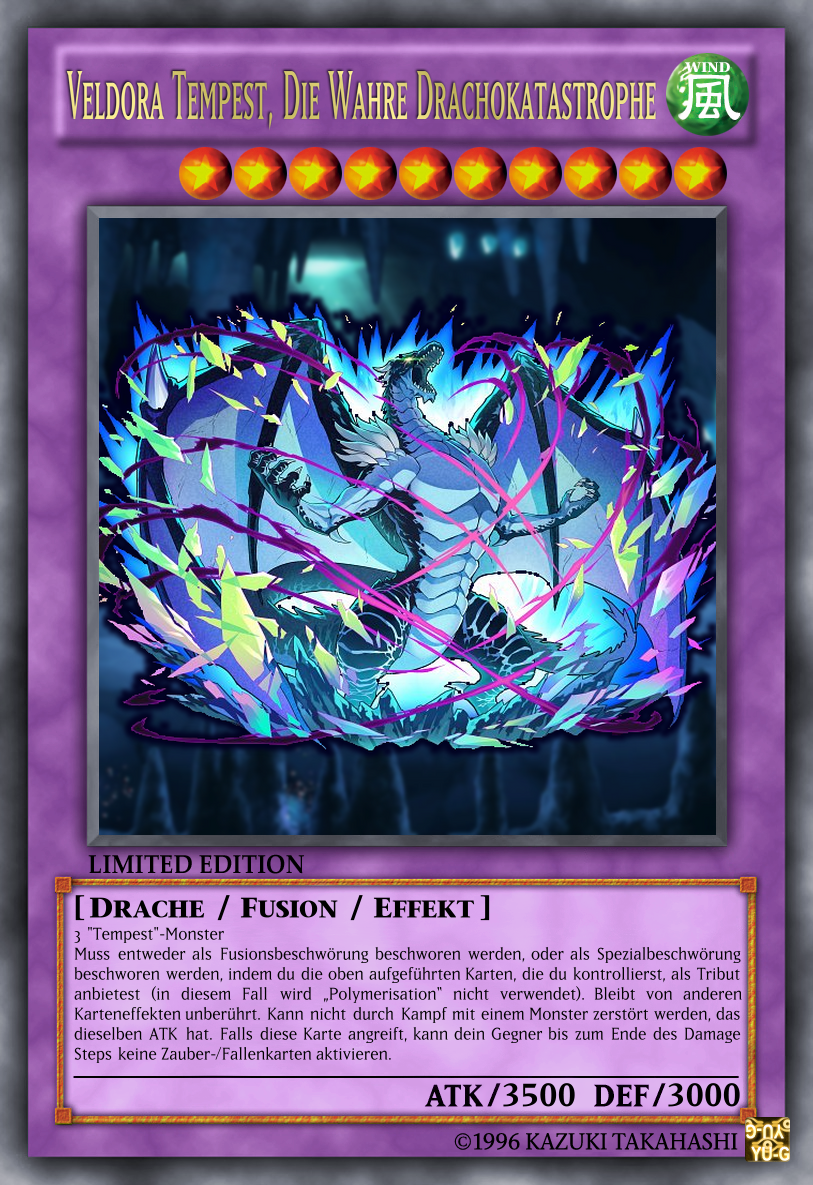 Veldora Tempest, Die Wahre Drachokatastrophe
WIND
風
LIMITED EDITION
[ Drache / Fusion / Effekt ]
3 "Tempest"-Monster
Muss entweder als Fusionsbeschwörung beschworen werden, oder als Spezialbeschwörung
beschworen werden, indem du die oben aufgeführten Karten, die du kontrollierst, als Tribut
anbietest (in diesem Fall wird „Polymerisation" nicht verwendet). Bleibt von anderen
Karteneffekten unberührt. Kann nicht durch Kampf mit einem Monster zerstört werden, das
dieselben ATK hat. Falls diese Karte angreift, kann dein Gegner bis zum Ende des Damage
Steps keine Zauber-/Fallenkarten aktivieren.
ATK/3500 DEF/3000
©1996 KAZUKI TAKAHASHI